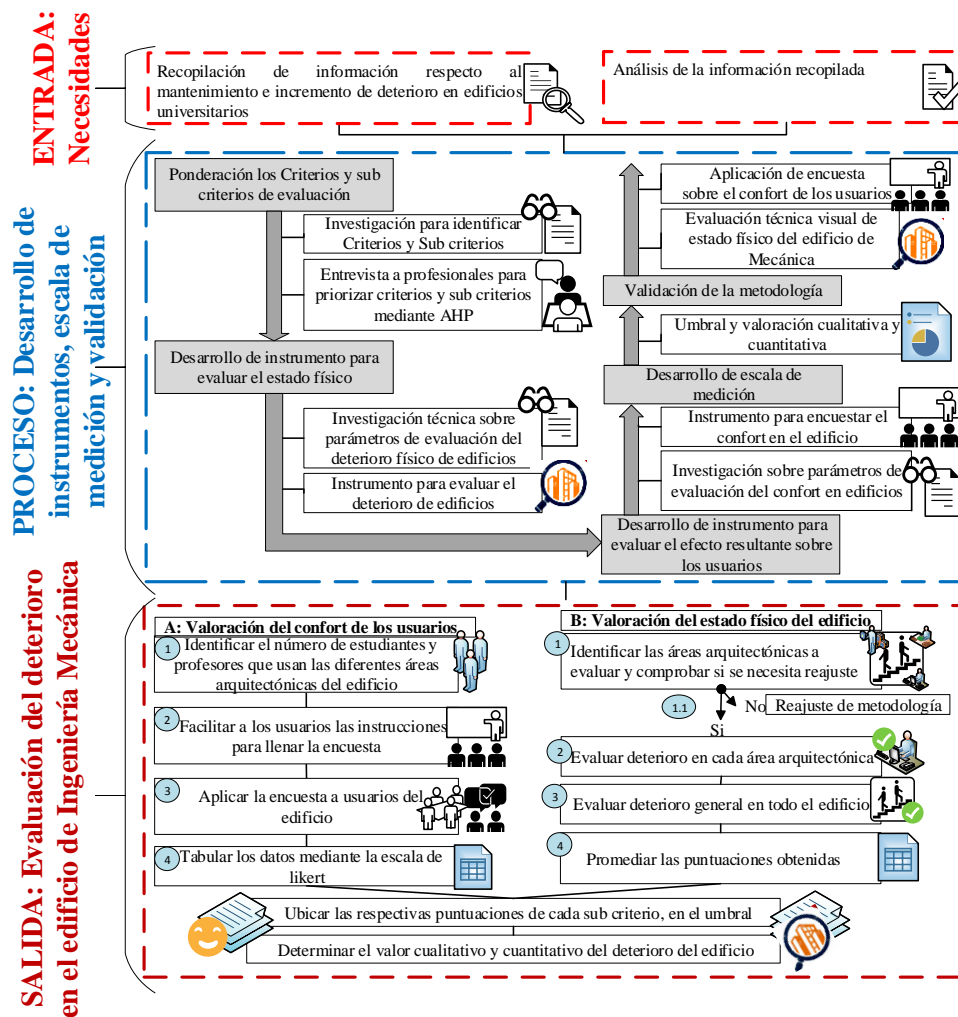 ENTRADA:
Necesidades
Recopilación de información respecto al
mantenimiento e incremento de deterioro en edificios
universitarios
Análisis de la información recopilada
PROCESO: Desarrollo de
instrumentos, escala de
medición y validación
Ponderación los Criterios y sub
criterios de evaluación
Investigación para identificar
Criterios y Sub criterios
Entrevista a profesionales para
priorizar criterios y sub criterios
mediante AHP
Desarrollo de instrumento para
evaluar el estado físico
Investigación técnica sobre
parámetros de evaluación del
deterioro físico de edificios
Instrumento para evaluar el
deterioro de edificios
Aplicación de encuesta
sobre el confort de los usuarios
Evaluación técnica visual de
estado físico del edificio de
Mecánica
Validación de la metodología
Umbral y valoración cualitativa y
cuantitativa
Desarrollo de escala de
medición
Instrumento para encuestar el
confort en el edificio
Investigación sobre parámetros de
evaluación del confort en edificios
Desarrollo de instrumento para
evaluar el efecto resultante sobre
los usuarios
SALIDA: Evaluación del deterioro
en el edificio de Ingeniería Mecánica
A: Valoración del confort de los usuarios
1
Identificar el número de estudiantes y
profesores que usan las diferentes áreas
arquitectónicas del edificio
2
Facilitar a los usuarios las instrucciones
para llenar la encuesta
3
Aplicar la encuesta a usuarios del
edificio
4
Tabular los datos mediante la escala de
likert
B: Valoración del estado físico del edificio
1
Identificar las áreas arquitectónicas a
evaluar y comprobar si se necesita reajuste
1.1
No
Reajuste de metodología
Si
2
Evaluar deterioro en cada área arquitectónica
3
Evaluar deterioro general en todo el edificio
4
Promediar las puntuaciones obtenidas
Ubicar las respectivas puntuaciones de cada sub criterio, en el umbral
Determinar el valor cualitativo y cuantitativo del deterioro del edificio